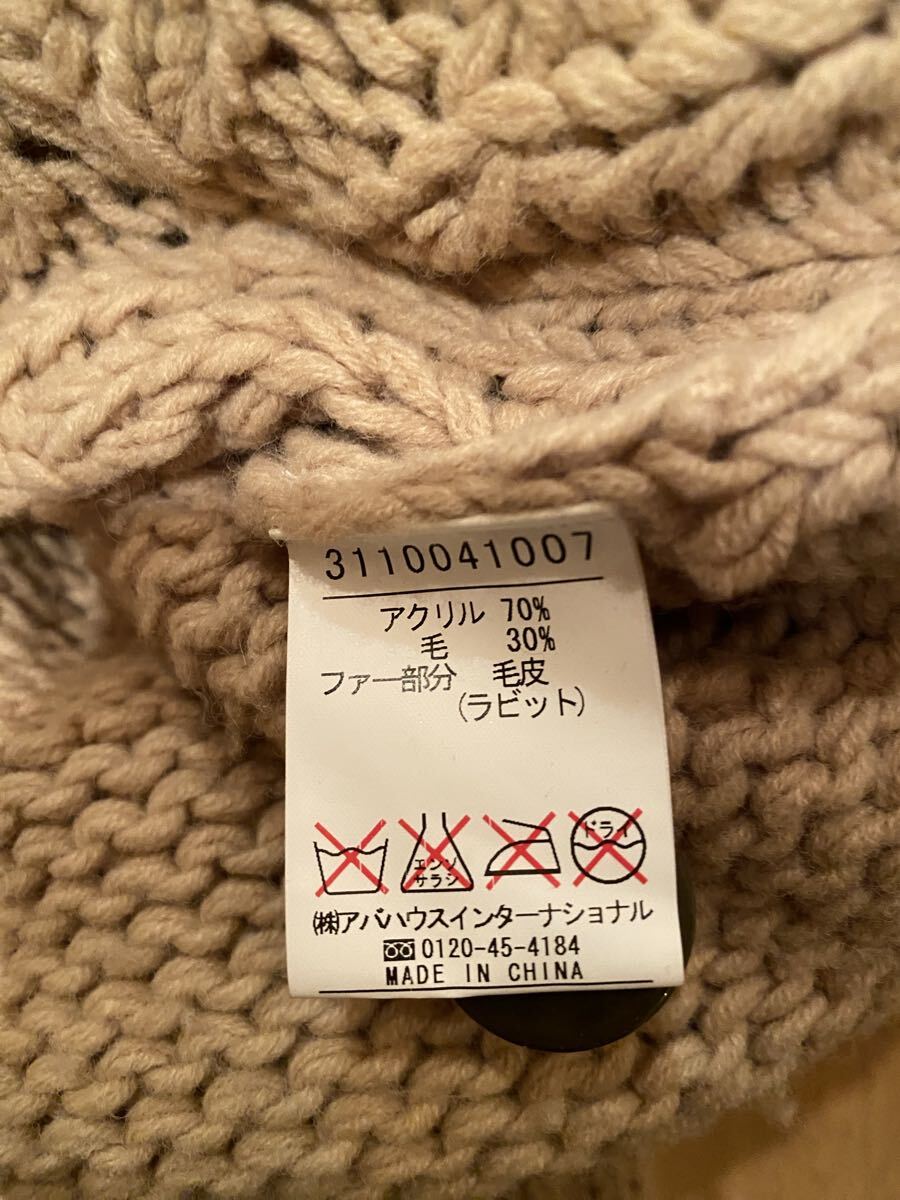 3110041007
アクリル 70%
毛 30%
ファー部分 毛皮
(ラビット)
エンソ
サラシ
ドライ
㈱アバハウスインターナショナル
0120-45-4184
MADE IN CHINA